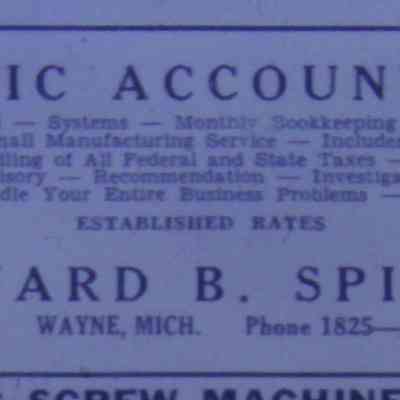 IC ACCOUN
— Systems — Monthly Bookkeeping
mall Manufacturing Service — Includes
dling of All Federal and State Taxes —
isory — Recommendation — Investiga
dle Your Entire Business Problems —
ESTABLISHED RATES
ARD B. SPI
WAYNE, MICH. Phone 1825—
SCREW MACHINE